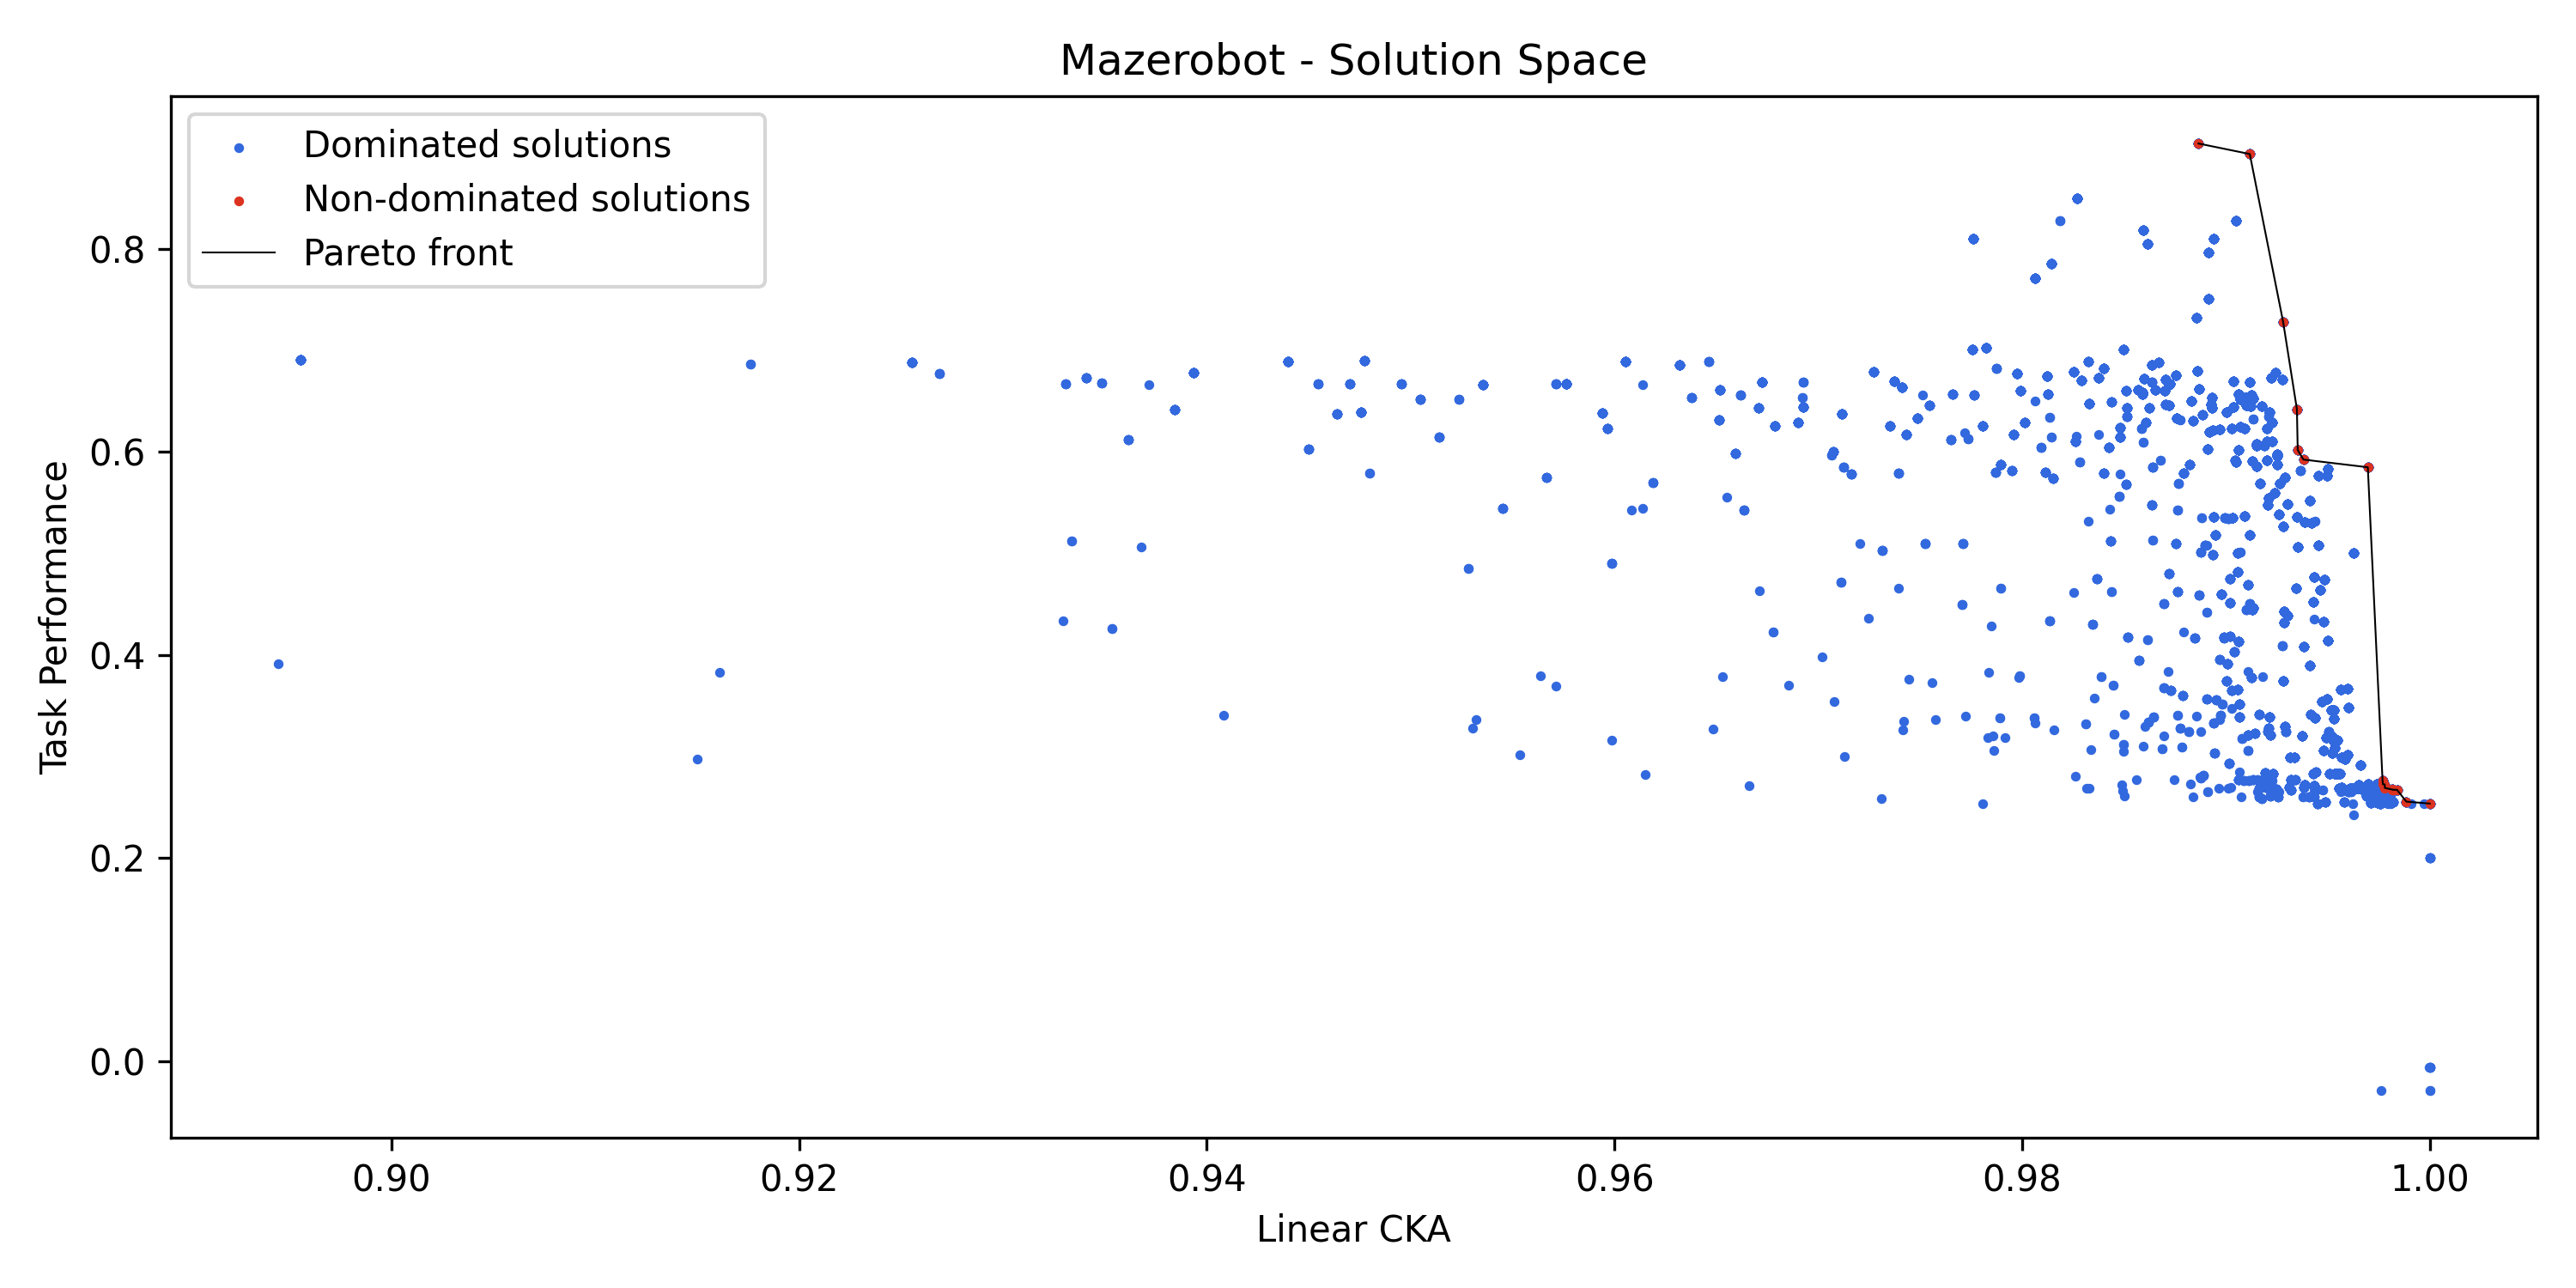 Mazerobot - Solution Space
Dominated solutions
Non-dominated solutions
Pareto front
Task Performance
0.8
0.6
0.4
0.2
0.0
0.90 0.92 0.94 0.96 0.98 1.00
Linear CKA